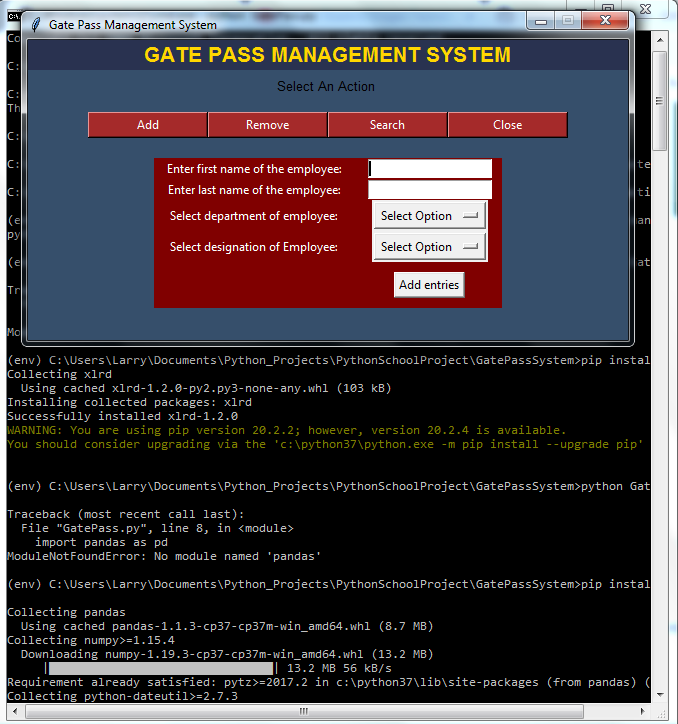 Gate Pass Management System
GATE PASS MANAGEMENT SYSTEM
Select An Action
Add Remove Search Close
Enter first name of the employee:
Enter last name of the employee:
Select department of employee: Select Option
Select designation of Employee: Select Option
Add entries
(env) C:\Users\Larry\Documents\Python_Projects\PythonSchoolProject\GatePassSystem>pip instal
Collecting xlrd
Using cached xlrd-1.2.0-py2.py3-none-any.whl (103 kB)
Installing collected packages: xlrd
Successfully installed xlrd-1.2.0
WARNING: You are using pip version 20.2.2; however, version 20.2.4 is available.
You should consider upgrading via the 'c:\python37\python.exe -m pip install --upgrade pip'
(env) C:\Users\Larry\Documents\Python_Projects\PythonSchoolProject\GatePassSystem>python Gat
Traceback (most recent call last):
File "GatePass.py", line 8, in <module>
import pandas as pd
ModuleNotFoundError: No module named 'pandas'
(env) C:\Users\Larry\Documents\Python_Projects\PythonSchoolProject\GatePassSystem>pip instal
Collecting pandas
Using cached pandas-1.1.3-cp37-cp37m-win_amd64.whl (8.7 MB)
Collecting numpy>=1.15.4
Downloading numpy-1.19.3-cp37-cp37m-win_amd64.whl (13.2 MB)
13.2 MB 56 kB/s
Requirement already satisfied: pytz>=2017.2 in c:\python37\lib\site-packages (from pandas) (
Collecting python-dateutil>=2.7.3